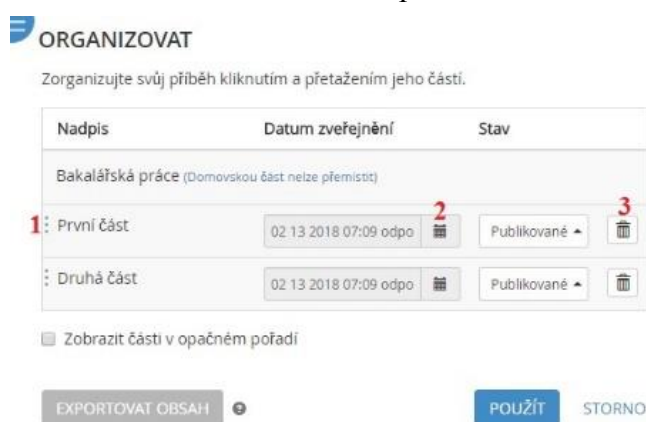 ORGANIZOVAT
Zorganizujte svůj příběh kliknutím a přetažením jeho částí.
Nadpis Datum zveřejnění Stav
Bakalářská práce (Domovskou část nelze přemístit)
1 První část 02 13 2018 07:09 odpo 2 Publikované 3
Druhá část 02 13 2018 07:09 odpo Publikované
Zobrazit části v opačném pořadí
EXPORTOVAT OBSAH ? POUŽÍT STORNO